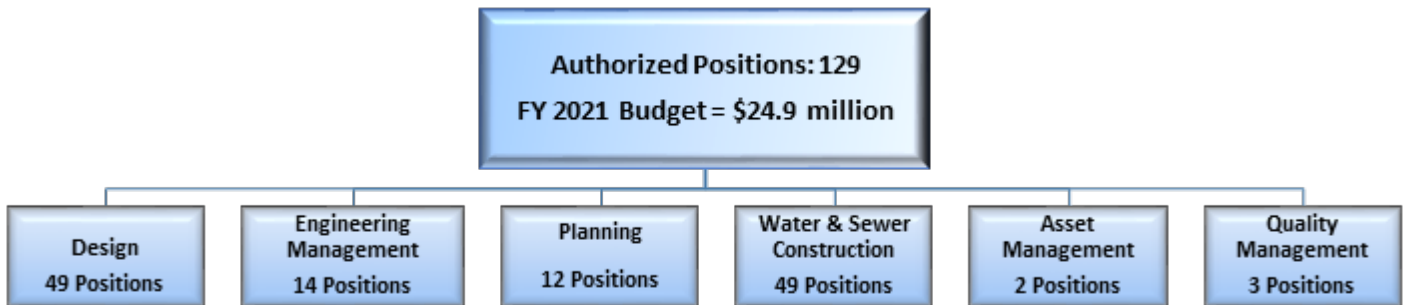 Authorized Positions: 129
FY 2021 Budget = $24.9 million
Design
49 Positions
Engineering
Management
14 Positions
Planning
12 Positions
Water & Sewer
Construction
49 Positions
Asset
Management
2 Positions
Quality
Management
3 Positions